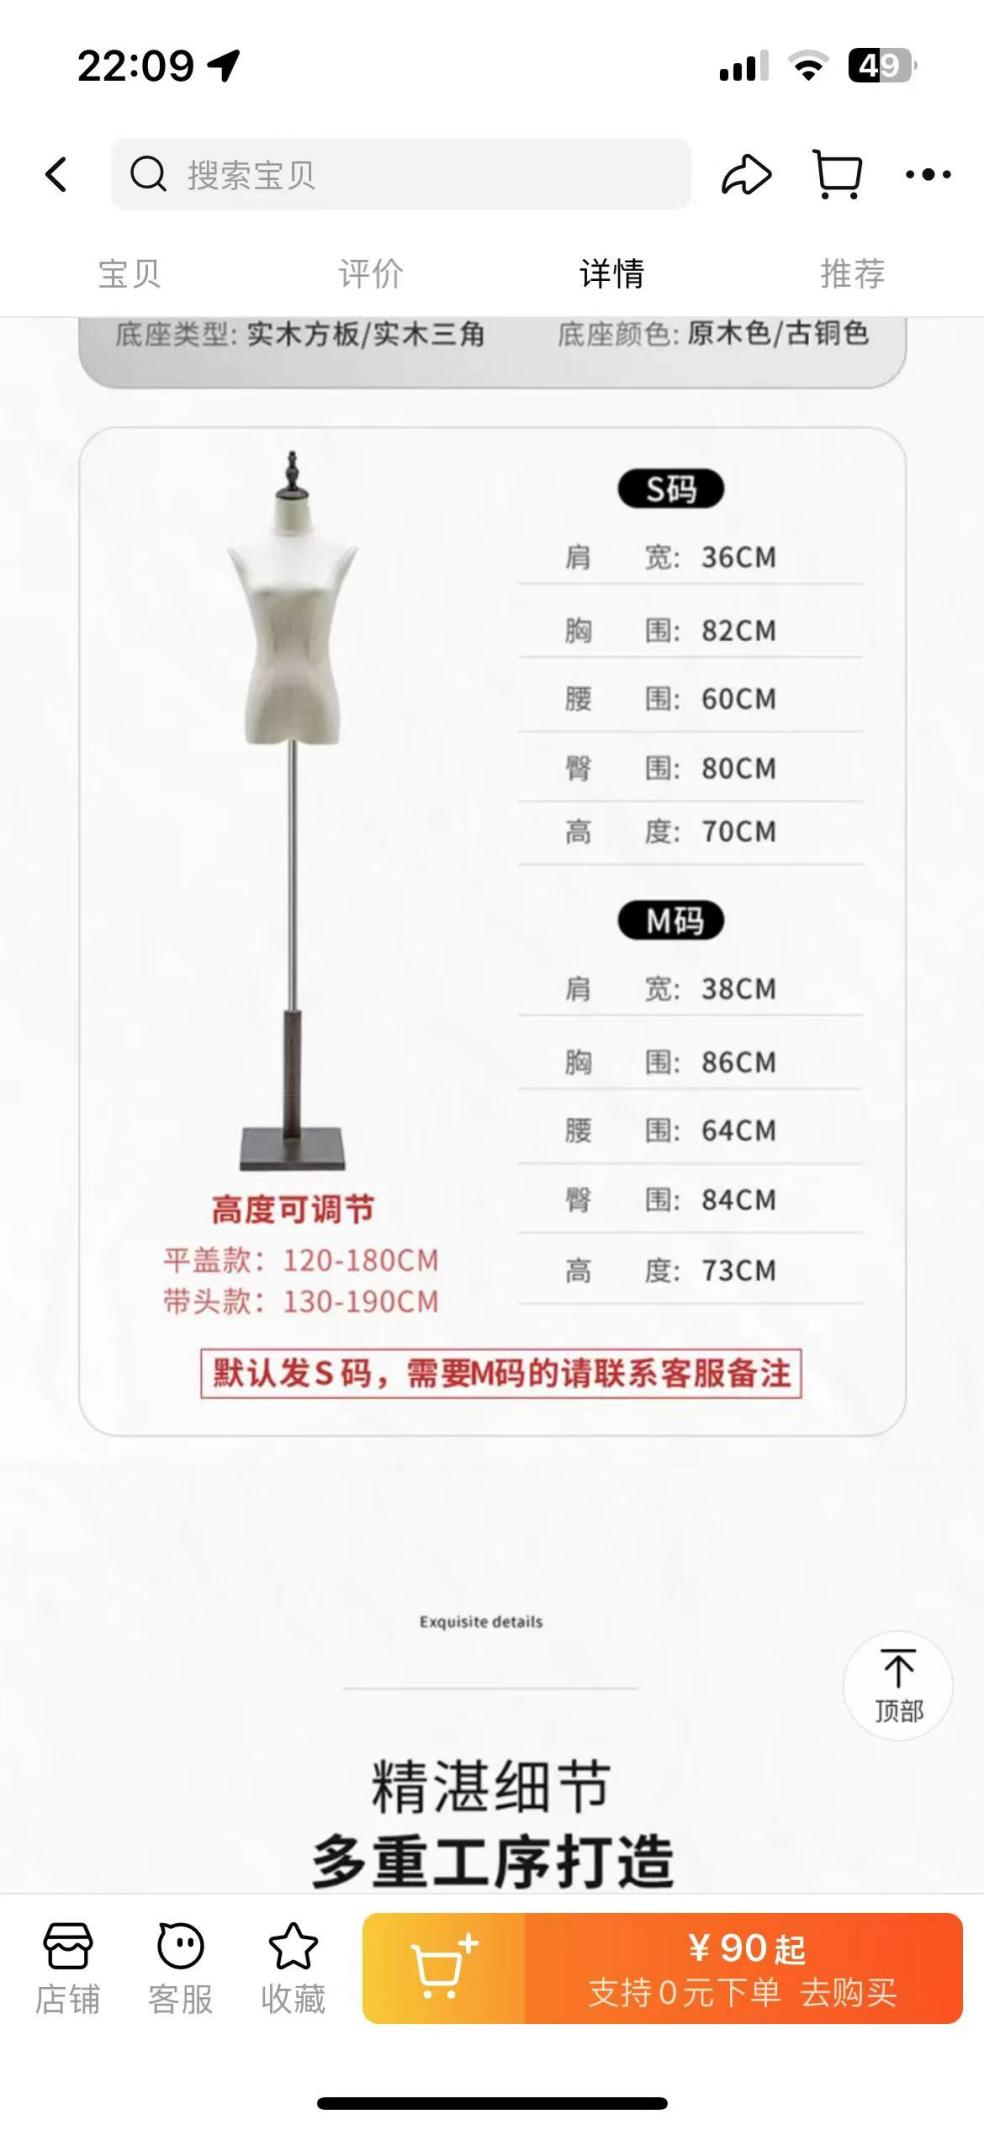 22:09
49
搜索宝贝
宝贝 评价 详情 推荐
底座类型: 实木方板/实木三角 底座颜色: 原木色/古铜色
S码
肩 宽: 36CM
胸 围: 82CM
腰 围: 60CM
臀 围: 80CM
高 度: 70CM
M码
肩 宽: 38CM
胸 围: 86CM
腰 围: 64CM
臀 围: 84CM
高 度: 73CM
高度可调节
平盖款：120-180CM
带头款：130-190CM
默认发S 码，需要M码的请联系客服备注
Exquisite details
顶部
精湛细节
多重工序打造
店铺 客服 收藏
¥ 90 起
支持0元下单 去购买